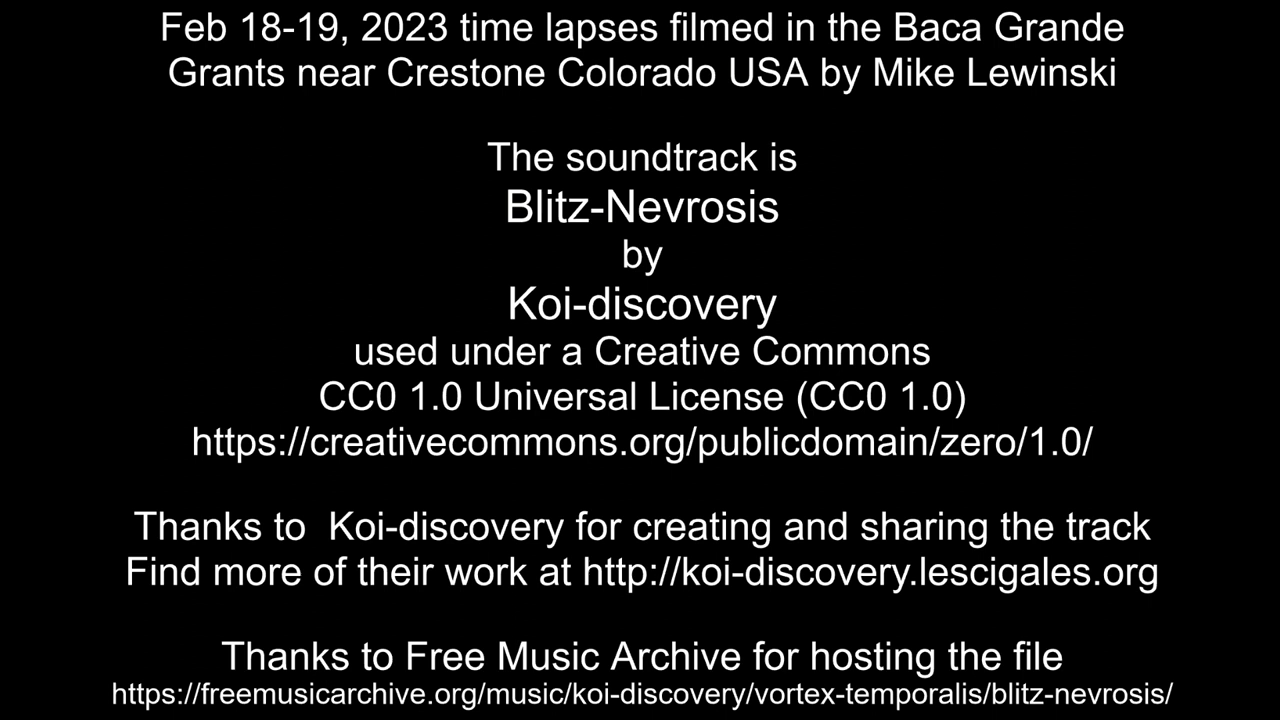 Feb 18-19, 2023 time lapses filmed in the Baca Grande
Grants near Crestone Colorado USA by Mike Lewinski
The soundtrack is
Blitz-Nevrosis
by
Koi-discovery
used under a Creative Commons
CC0 1.0 Universal License (CC0 1.0)
https://creativecommons.org/publicdomain/zero/1.0/
Thanks to  Koi-discovery for creating and sharing the track
Find more of their work at http://koi-discovery.lescigales.org
Thanks to Free Music Archive for hosting the file
https://freemusicarchive.org/music/koi-discovery/vortex-temporalis/blitz-nevrosis/